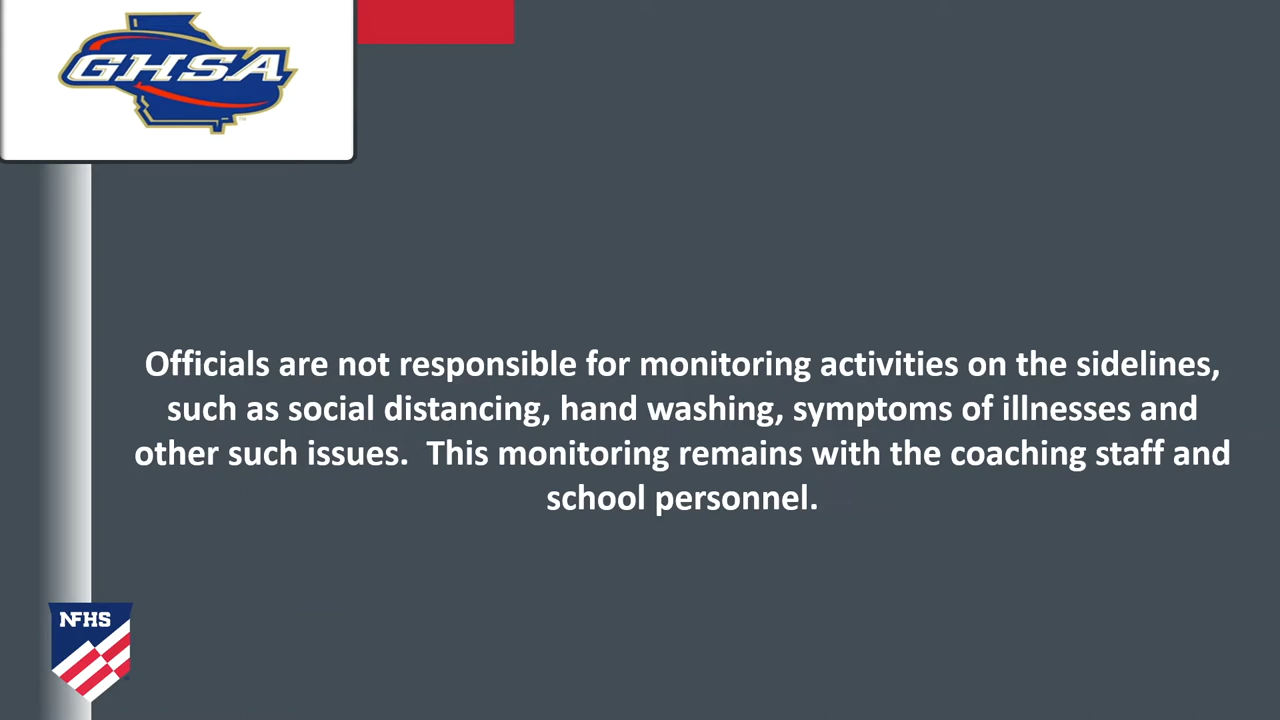 GHSA
Officials are not responsible for monitoring activities on the sidelines,
such as social distancing, hand washing, symptoms of illnesses and
other such issues.  This monitoring remains with the coaching staff and
school personnel.
NFHS